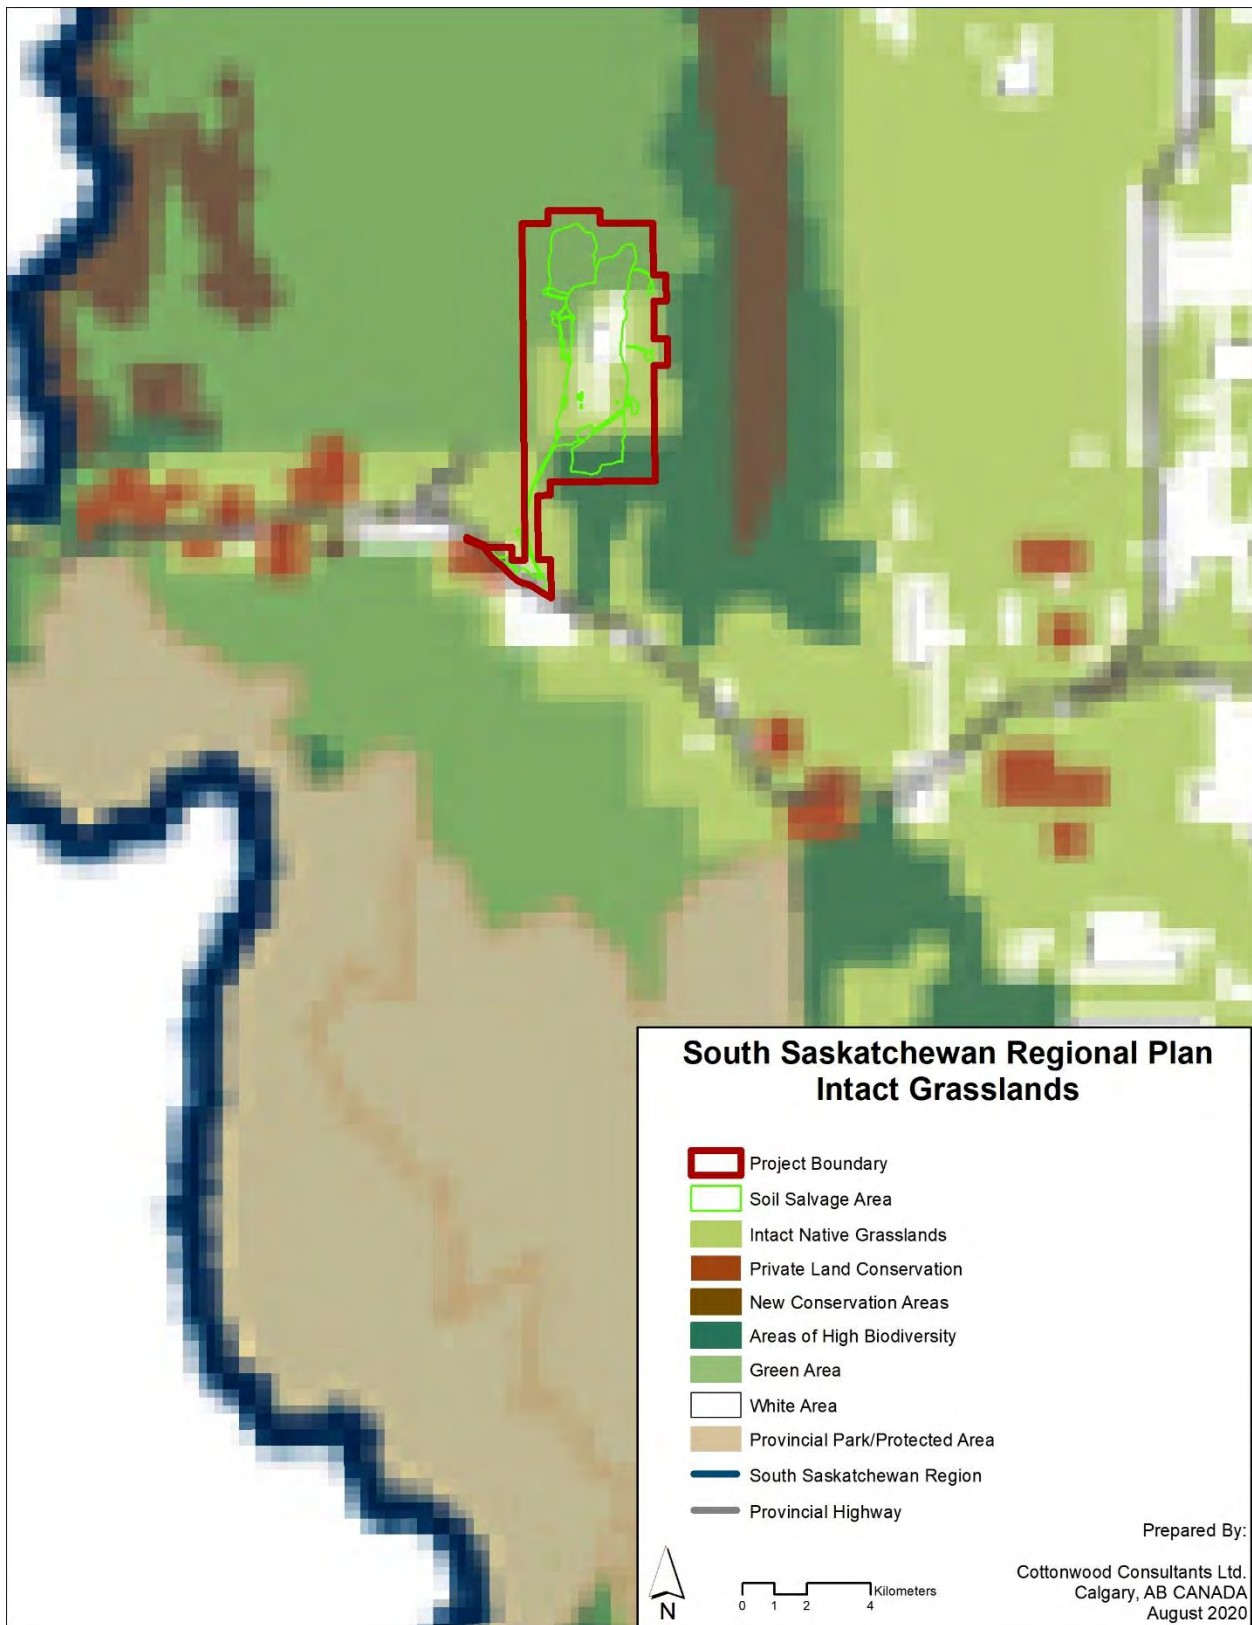 South Saskatchewan Regional Plan
Intact Grasslands
Project Boundary
Soil Salvage Area
Intact Native Grasslands
Private Land Conservation
New Conservation Areas
Areas of High Biodiversity
Green Area
White Area
Provincial Park/Protected Area
South Saskatchewan Region
Provincial Highway
Prepared By:
Cottonwood Consultants Ltd.
Calgary, AB CANADA
August 2020
N
Kilometers
0 1 2 4